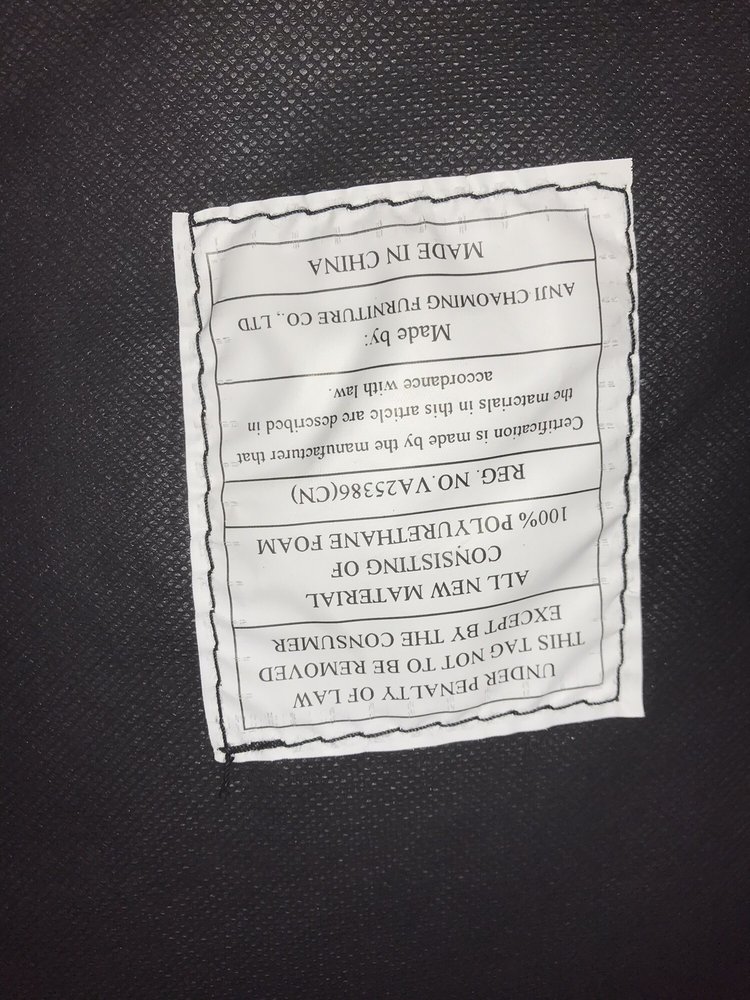 UNDER PENALTY OF LAW
THIS TAG NOT TO BE REMOVED
EXCEPT BY THE CONSUMER
ALL NEW MATERIAL
CONSISTING OF
100% POLYURETHANE FOAM
REG. NO.VA25386(CN)
Certification is made by the manufacturer that
the materials in this article are described in
accordance with law.
Made by:
ANJI CHAOMING FURNITURE CO., LTD
MADE IN CHINA